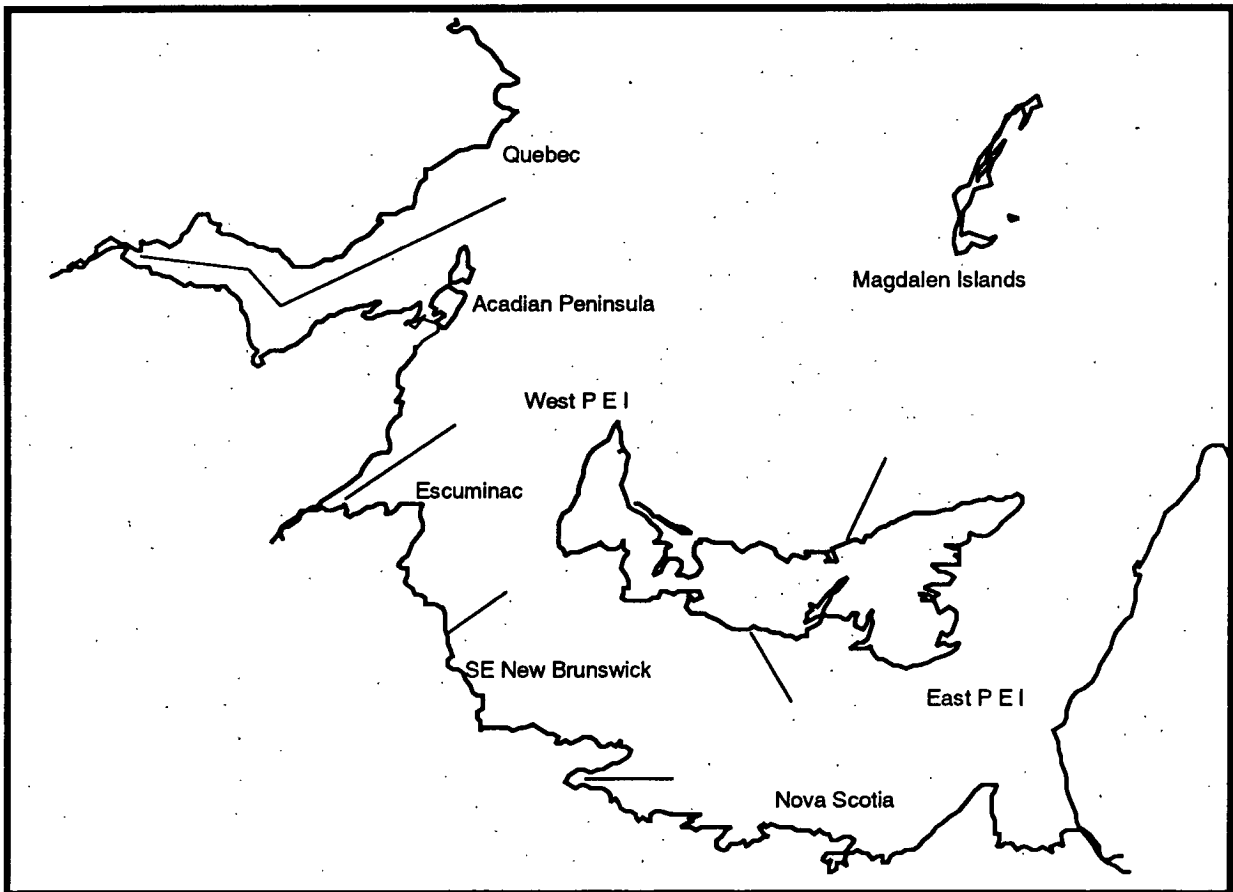 Quebec
Magdalen Islands
Acadian Peninsula
West P E I
Escuminac
SE New Brunswick
East P E I
Nova Scotia